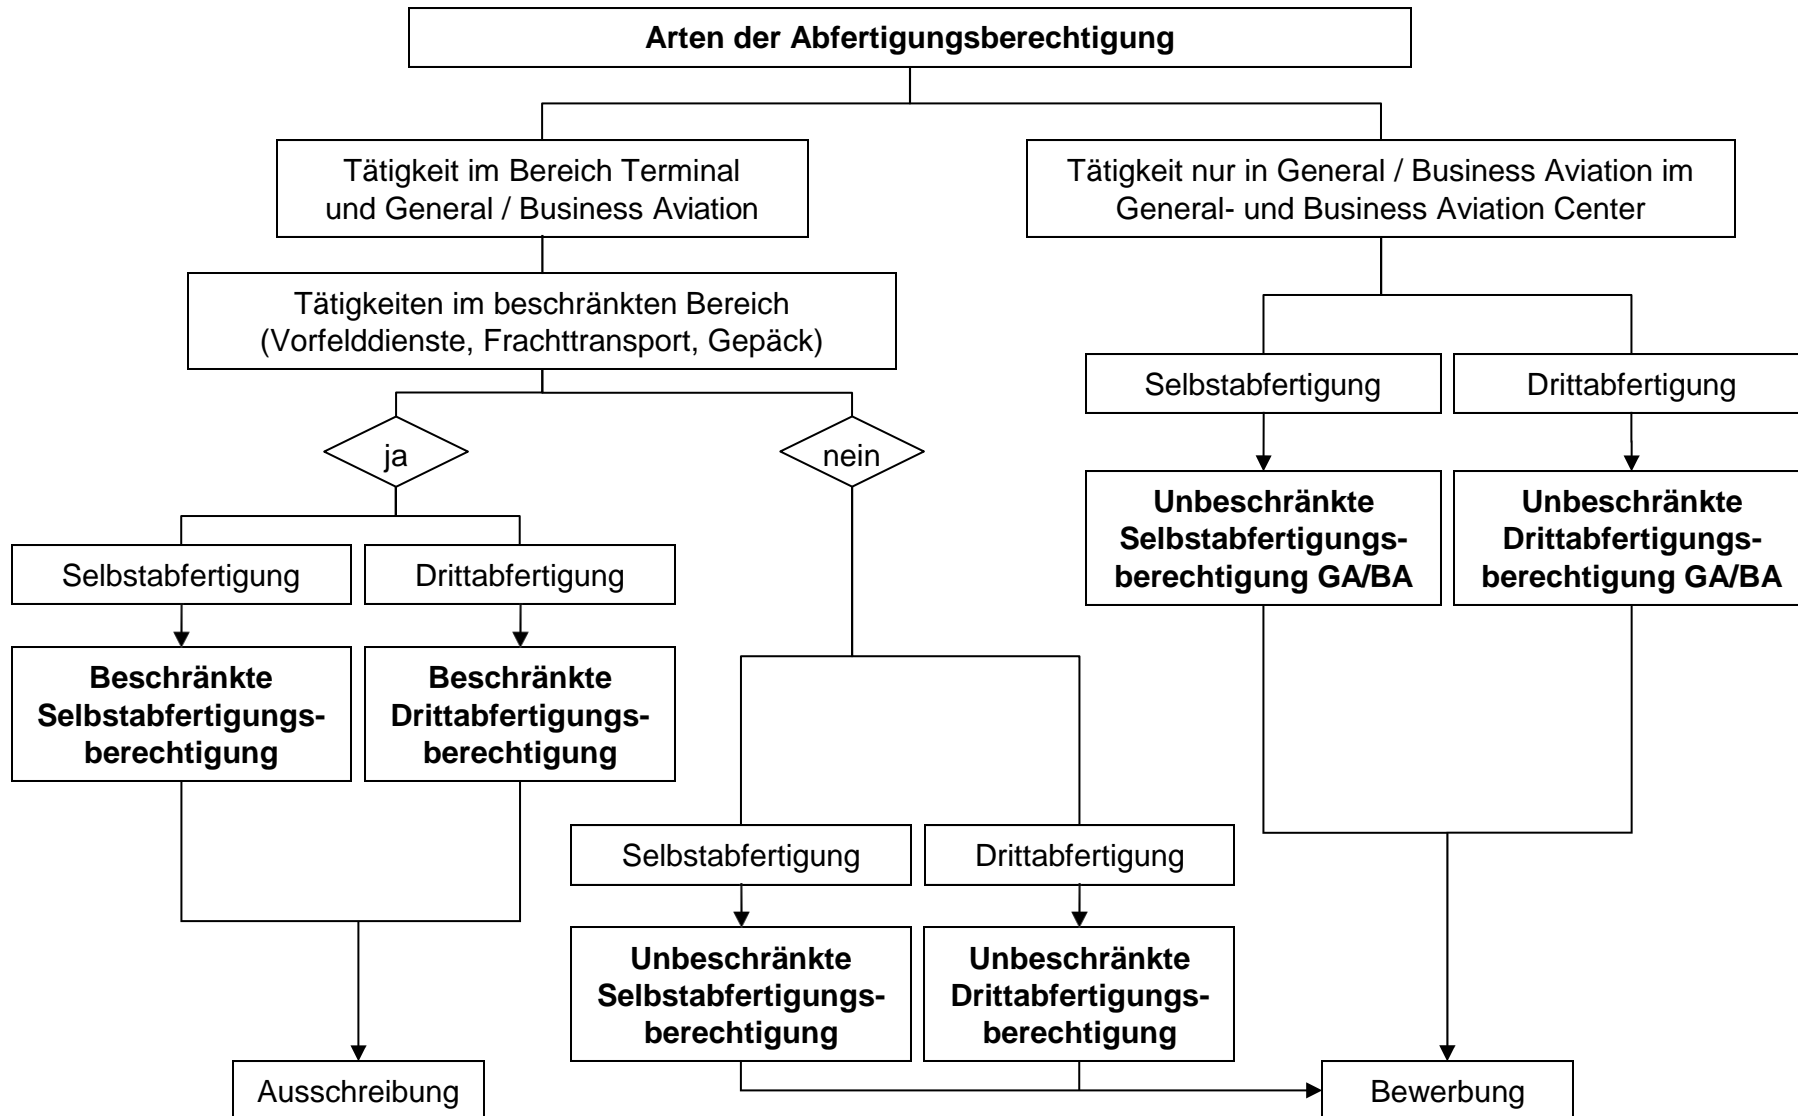 Arten der Abfertigungsberechtigung
Tätigkeit im Bereich Terminal
und General / Business Aviation
Tätigkeit nur in General / Business Aviation im
General- und Business Aviation Center
Tätigkeiten im beschränkten Bereich
(Vorfelddienste, Frachttransport, Gepäck)
Selbstabfertigung
Drittabfertigung
ja
nein
Unbeschränkte
Selbstabfertigungs-
berechtigung GA/BA
Unbeschränkte
Drittabfertigungs-
berechtigung GA/BA
Selbstabfertigung
Drittabfertigung
Beschränkte
Selbstabfertigungs-
berechtigung
Beschränkte
Drittabfertigungs-
berechtigung
Selbstabfertigung
Drittabfertigung
Unbeschränkte
Selbstabfertigungs-
berechtigung
Unbeschränkte
Drittabfertigungs-
berechtigung
Ausschreibung
Bewerbung